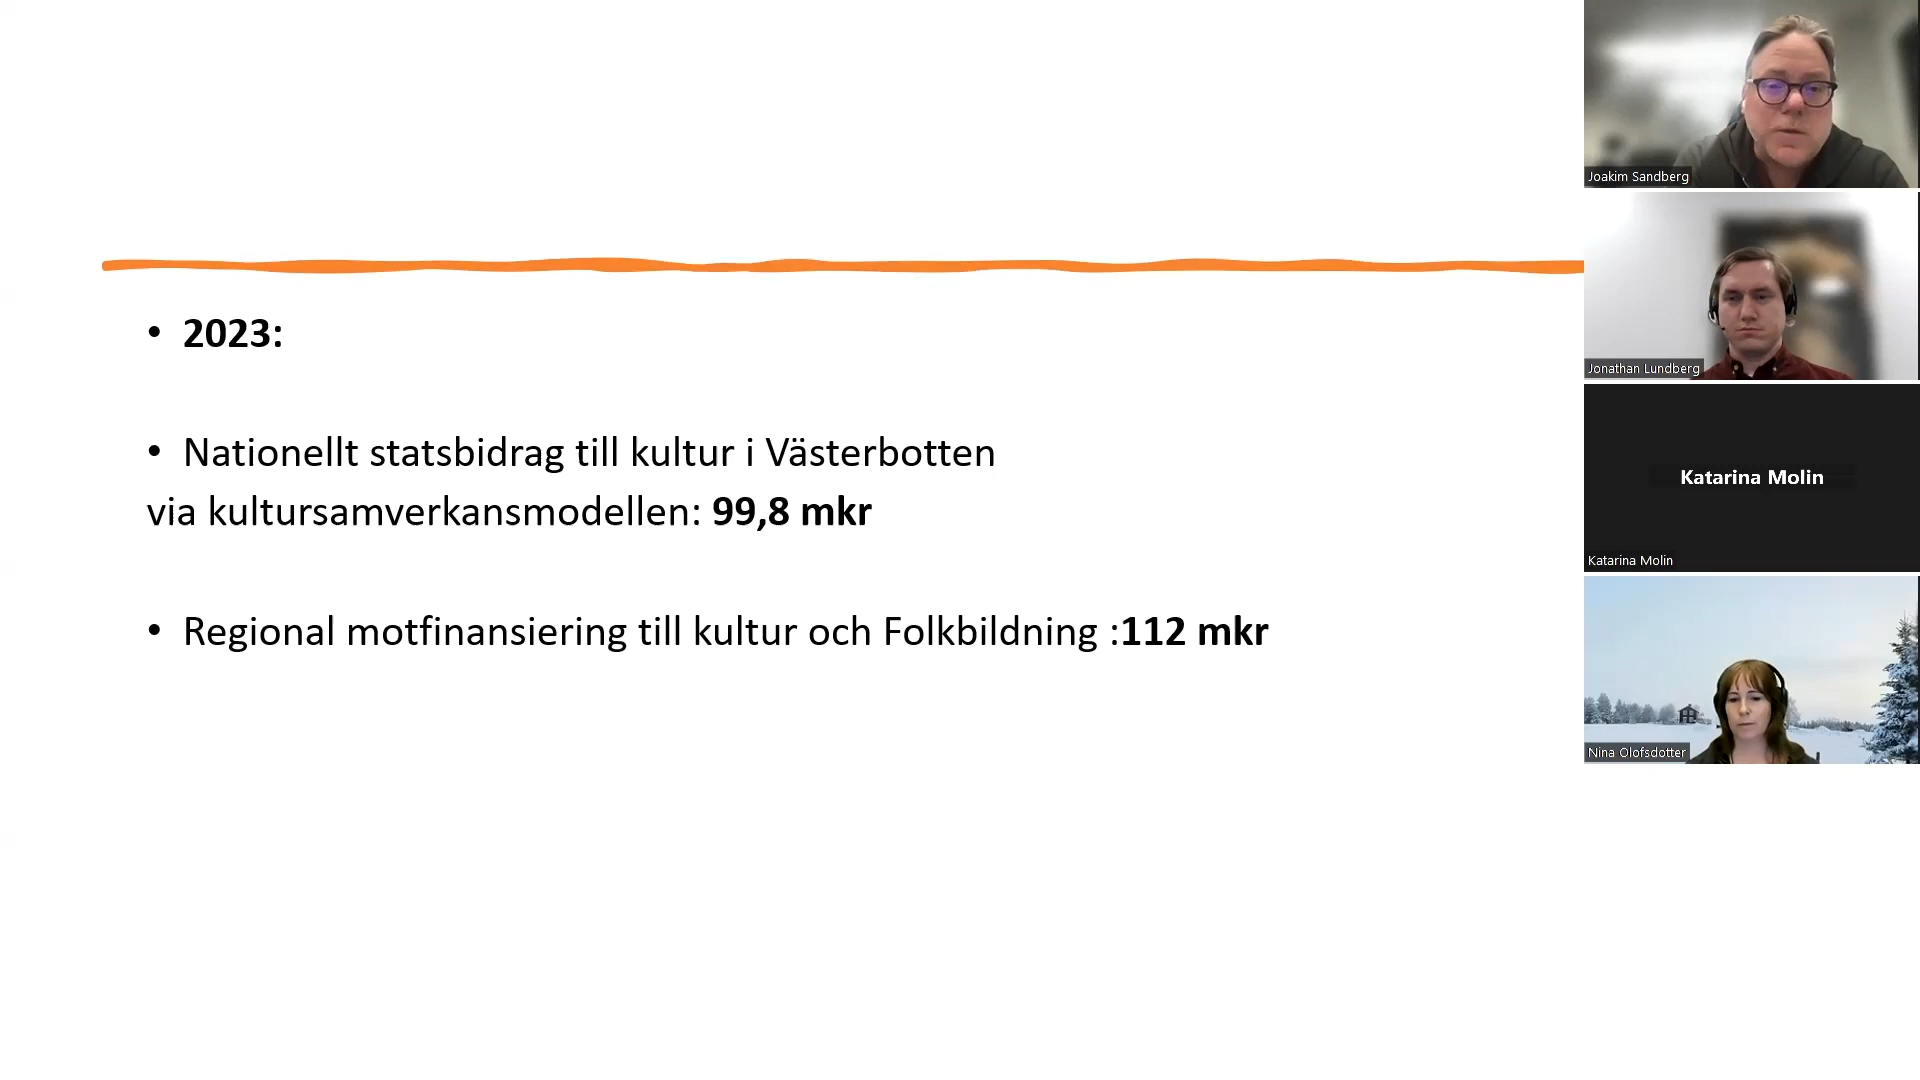 • 2023:
• Nationellt statsbidrag till kultur i Västerbotten
via kultursamverkansmodellen: 99,8 mkr
• Regional motfinansiering till kultur och Folkbildning :112 mkr
Joakim Sandberg
Jonathan Lundberg
Katarina Molin
Katarina Molin
Nina Olofsdotter